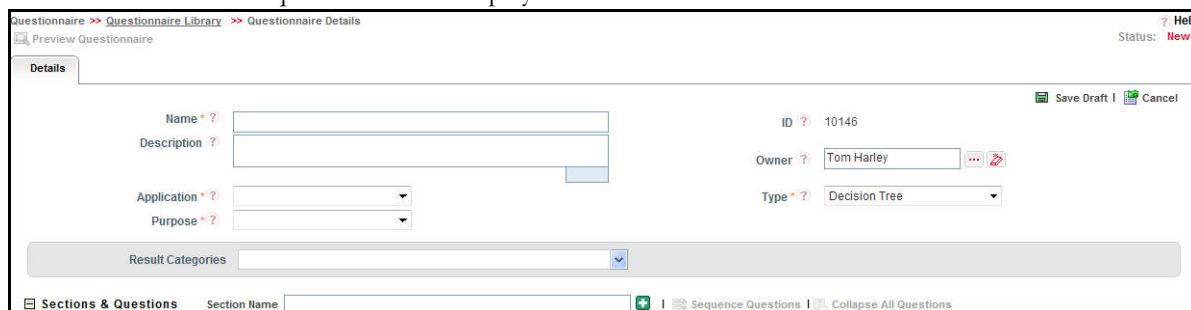 Questionnaire >> Questionnaire Library >> Questionnaire Details ? Hel
Preview Questionnaire Status: New
Details
Save Draft | Cancel
Name * ? ID ? 10146
Description ? Owner ? Tom Harley ...
Application * ? Type * ? Decision Tree
Purpose * ?
Result Categories
Sections & Questions Section Name | Sequence Questions | Collapse All Questions